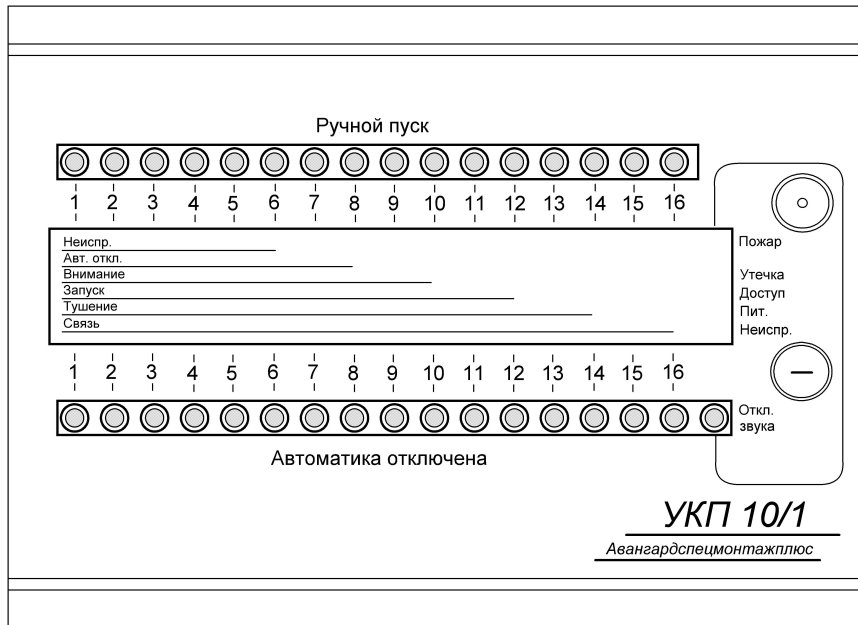 Ручной пуск
1 2 3 4 5 6 7 8 9 10 11 12 13 14 15 16
Неиспр.
Авт. откл.
Внимание
Запуск
Тушение
Связь
Пожар
Утечка
Доступ
Пит.
Неиспр.
1 2 3 4 5 6 7 8 9 10 11 12 13 14 15 16
Откл.
звука
Автоматика отключена
УКП 10/1
Авангардспецмонтажплюс